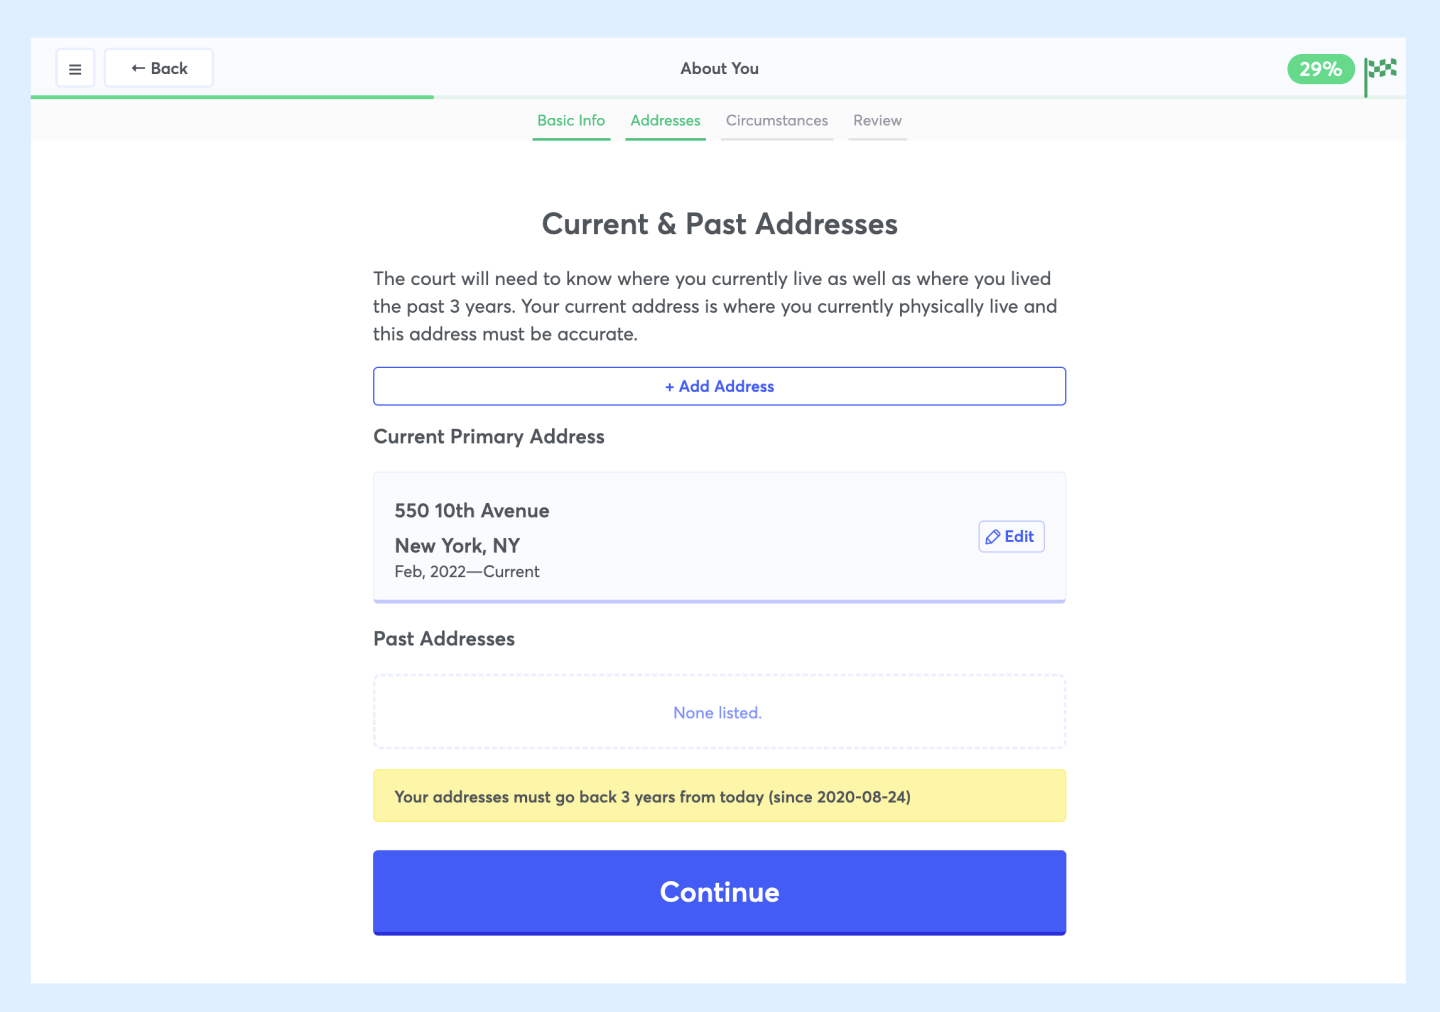 ← Back
About You
29%
Basic Info
Addresses
Circumstances
Review
Current & Past Addresses
The court will need to know where you currently live as well as where you lived
the past 3 years. Your current address is where you currently physically live and
this address must be accurate.
+ Add Address
Current Primary Address
550 10th Avenue
New York, NY
Feb, 2022—Current
Edit
Past Addresses
None listed.
Your addresses must go back 3 years from today (since 2020-08-24)
Continue